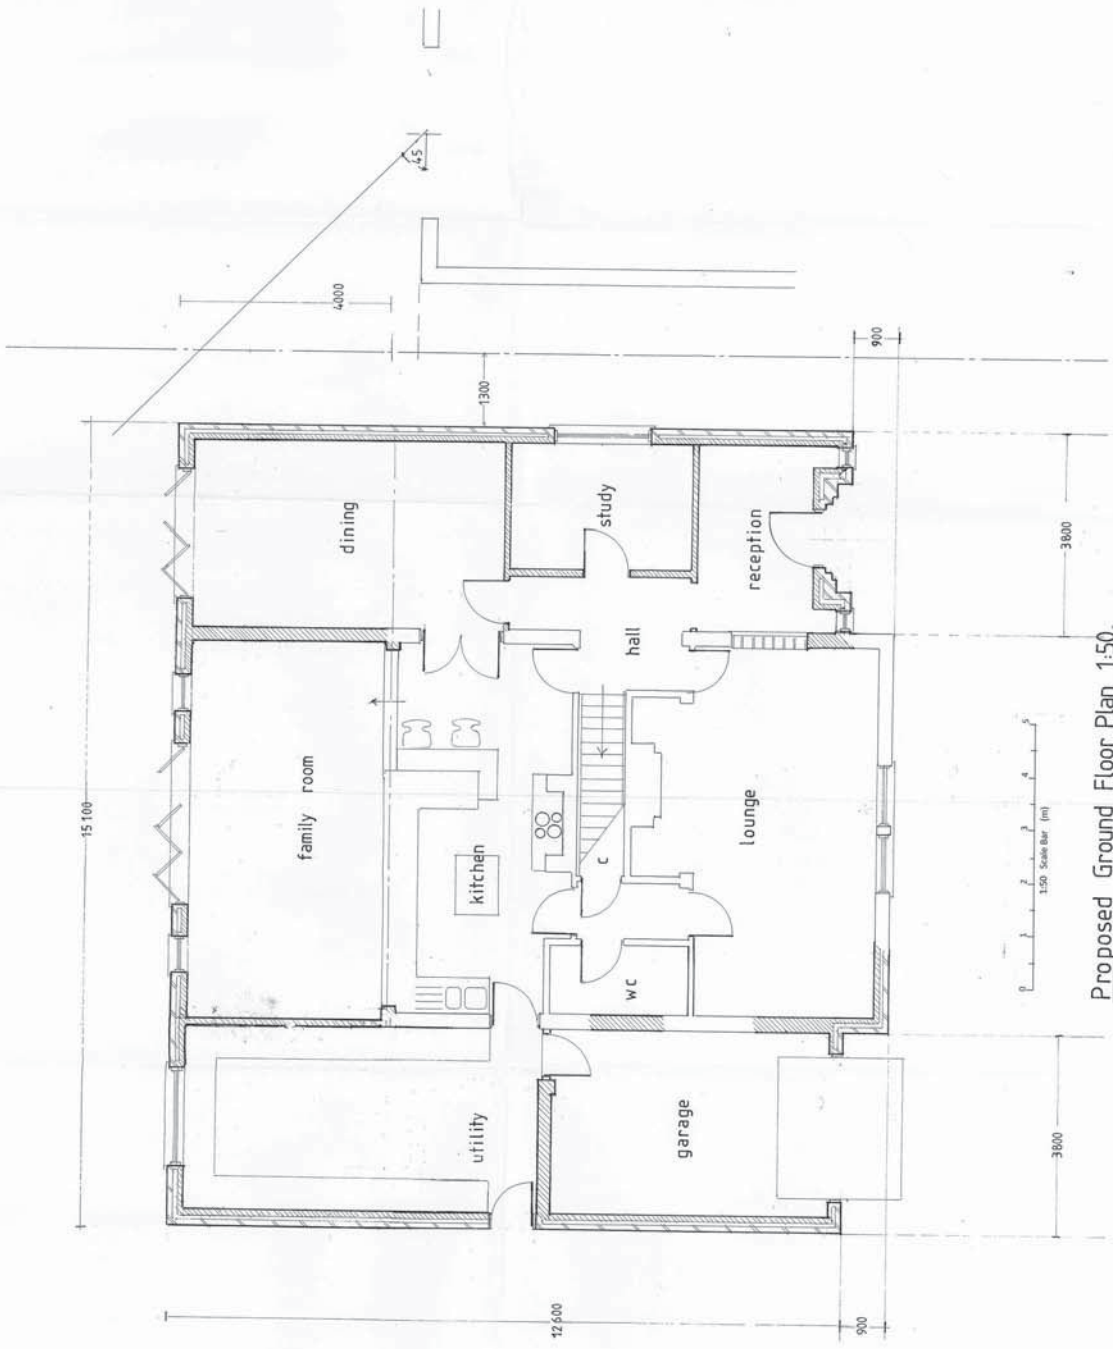 15100
4000
45
1300
900
dining
study
reception
3800
family room
hall
kitchen
C
lounge
WC
utility
garage
3800
12600
900
0 1 2 3 4 5
1:50 Scale Bar (m)
Proposed Ground Floor Plan 1:50.